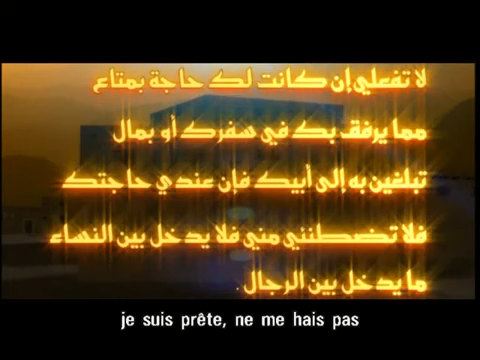 لا تفعلي إن كانت لك حاجة بمتاع
مما يرفق بك في سفرك أو بمال
تبلغين به إلى أبيك فإن عندي حاجتك
فلا تضطني مني فلا يدخل بين النساء
ما يدخل بين الرجال .
je suis prête, ne me hais pas